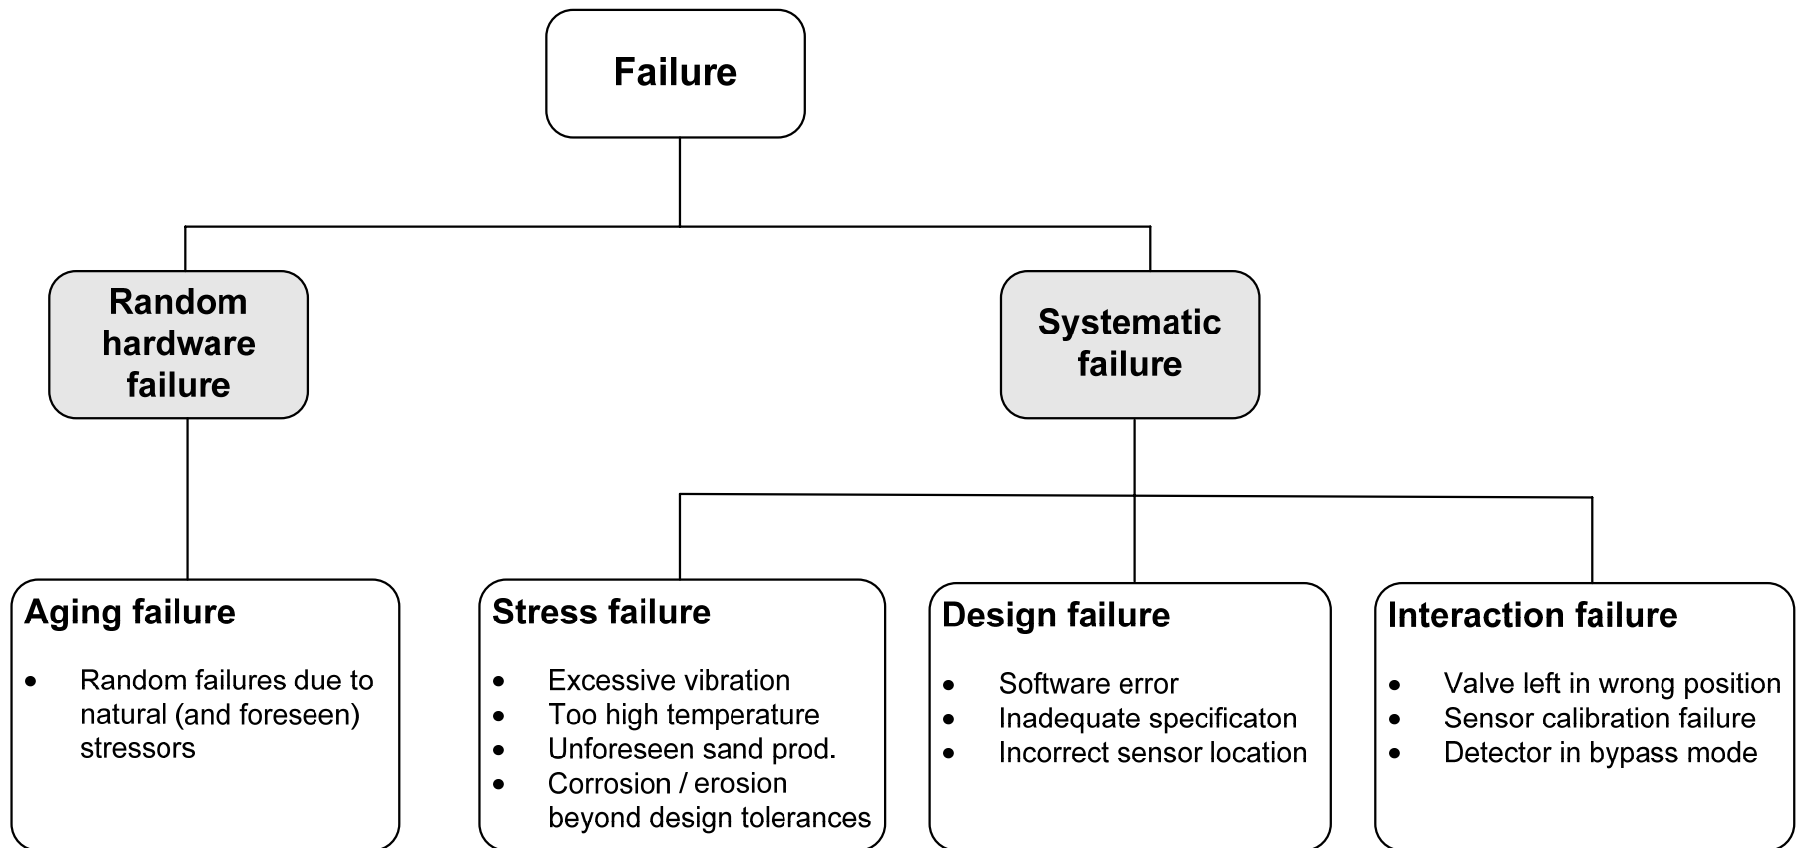 Failure
Random
hardware
failure
Systematic
failure
Aging failure
• Random failures due to
natural (and foreseen)
stressors
Stress failure
• Excessive vibration
• Too high temperature
• Unforeseen sand prod.
• Corrosion / erosion
beyond design tolerances
Design failure
• Software error
• Inadequate specificaton
• Incorrect sensor location
Interaction failure
• Valve left in wrong position
• Sensor calibration failure
• Detector in bypass mode